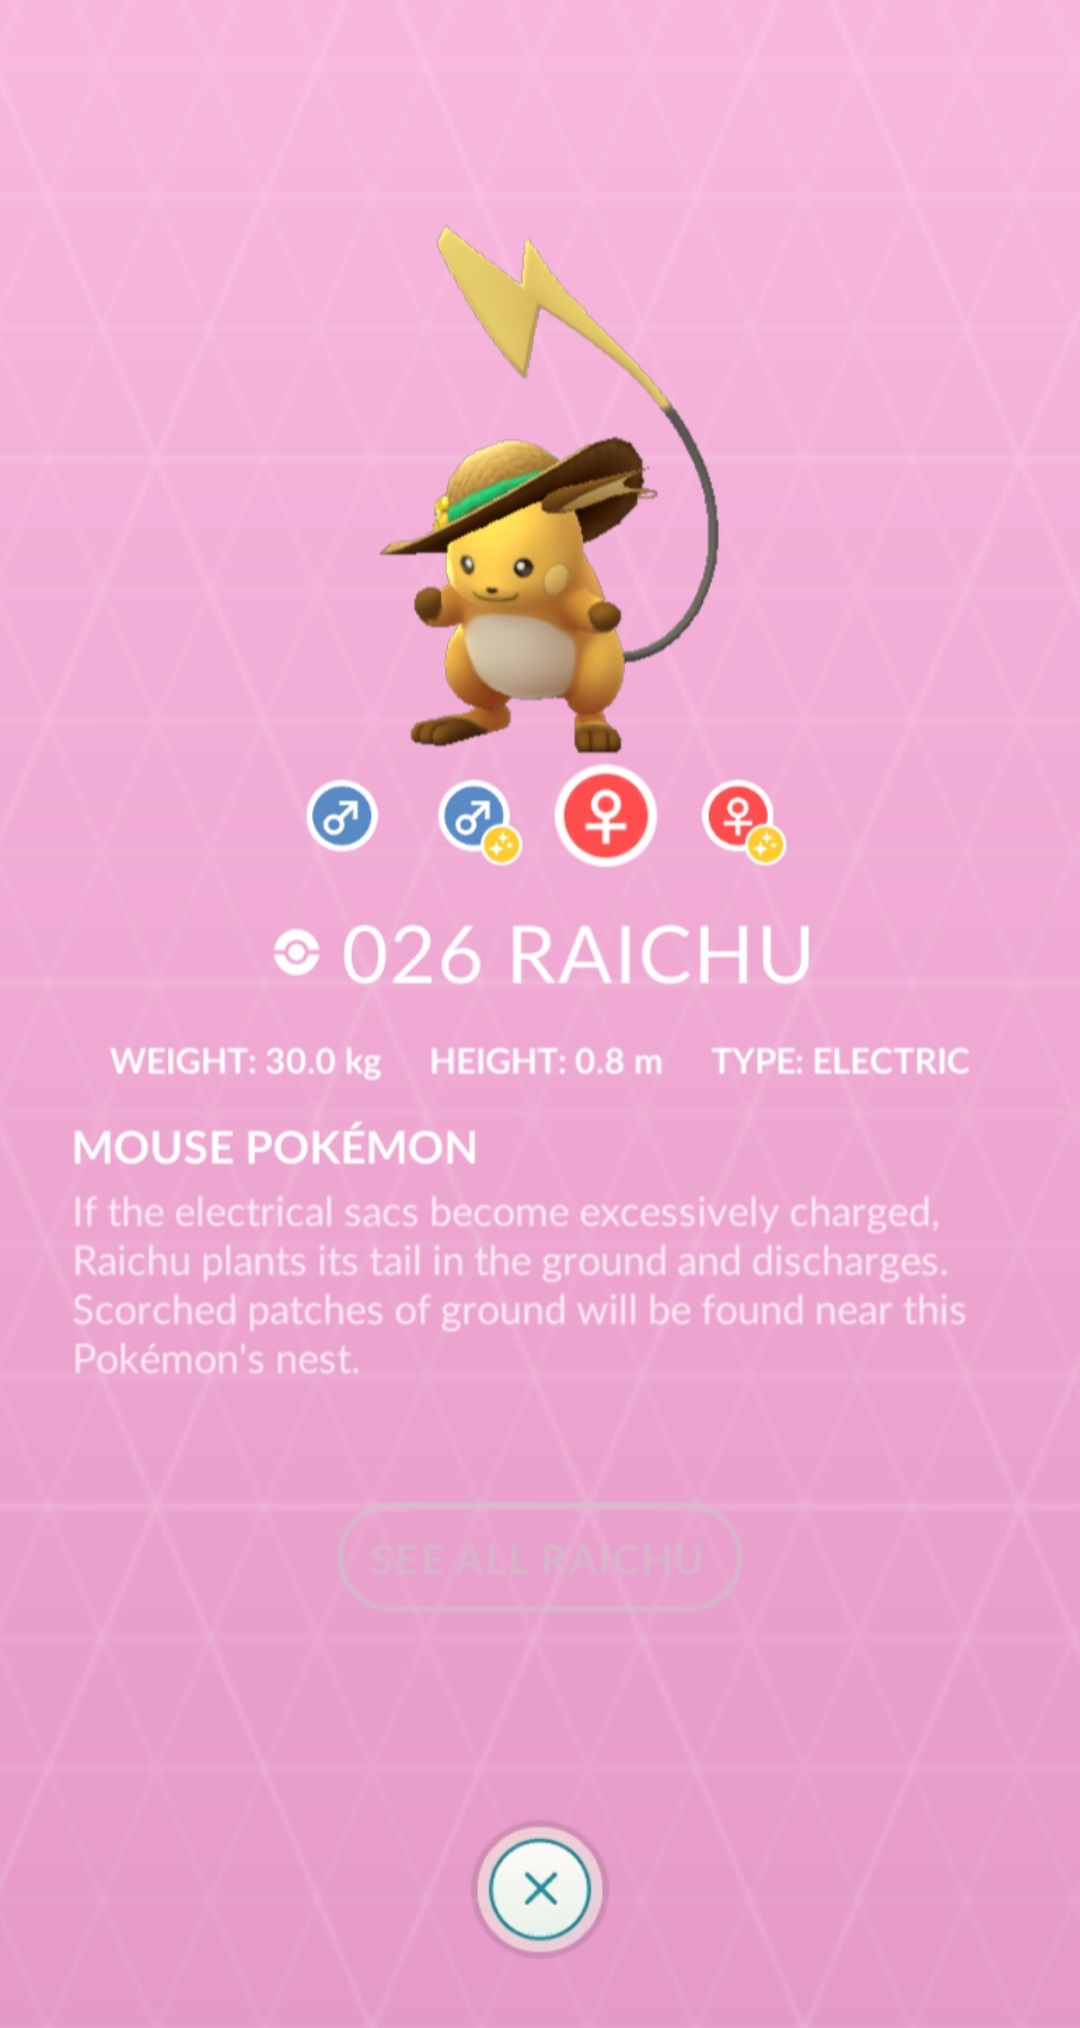 026 RAICHU
WEIGHT: 30.0 kg HEIGHT: 0.8 m TYPE: ELECTRIC
MOUSE POKÉMON
If the electrical sacs become excessively charged,
Raichu plants its tail in the ground and discharges.
Scorched patches of ground will be found near this
Pokémon's nest.
SEE ALL RAICHU